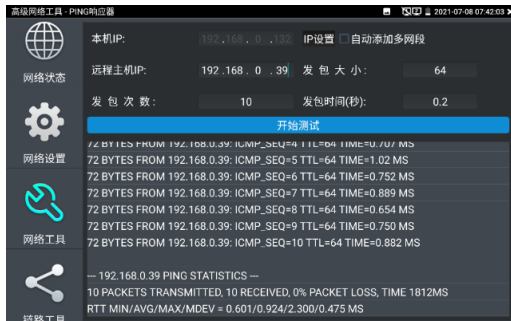 高级网络工具 - PING响应器
2021-07-08 07:42:03
本机IP: 192.168. 0 .132 IP设置 自动添加多网段
远程主机IP: 192.168. 0 .39 发 包 大 小: 64
发 包 次 数: 10 发包时间(秒): 0.2
开始测试
网络状态
网络设置
网络工具
链路工具
72 BYTES FROM 192.168.0.39: ICMP_SEQ=4 TTL=64 TIME=0.707 MS
72 BYTES FROM 192.168.0.39: ICMP_SEQ=5 TTL=64 TIME=1.02 MS
72 BYTES FROM 192.168.0.39: ICMP_SEQ=6 TTL=64 TIME=0.752 MS
72 BYTES FROM 192.168.0.39: ICMP_SEQ=7 TTL=64 TIME=0.889 MS
72 BYTES FROM 192.168.0.39: ICMP_SEQ=8 TTL=64 TIME=0.654 MS
72 BYTES FROM 192.168.0.39: ICMP_SEQ=9 TTL=64 TIME=0.750 MS
72 BYTES FROM 192.168.0.39: ICMP_SEQ=10 TTL=64 TIME=0.882 MS
--- 192.168.0.39 PING STATISTICS ---
10 PACKETS TRANSMITTED, 10 RECEIVED, 0% PACKET LOSS, TIME 1812MS
RTT MIN/AVG/MAX/MDEV = 0.601/0.924/2.300/0.475 MS